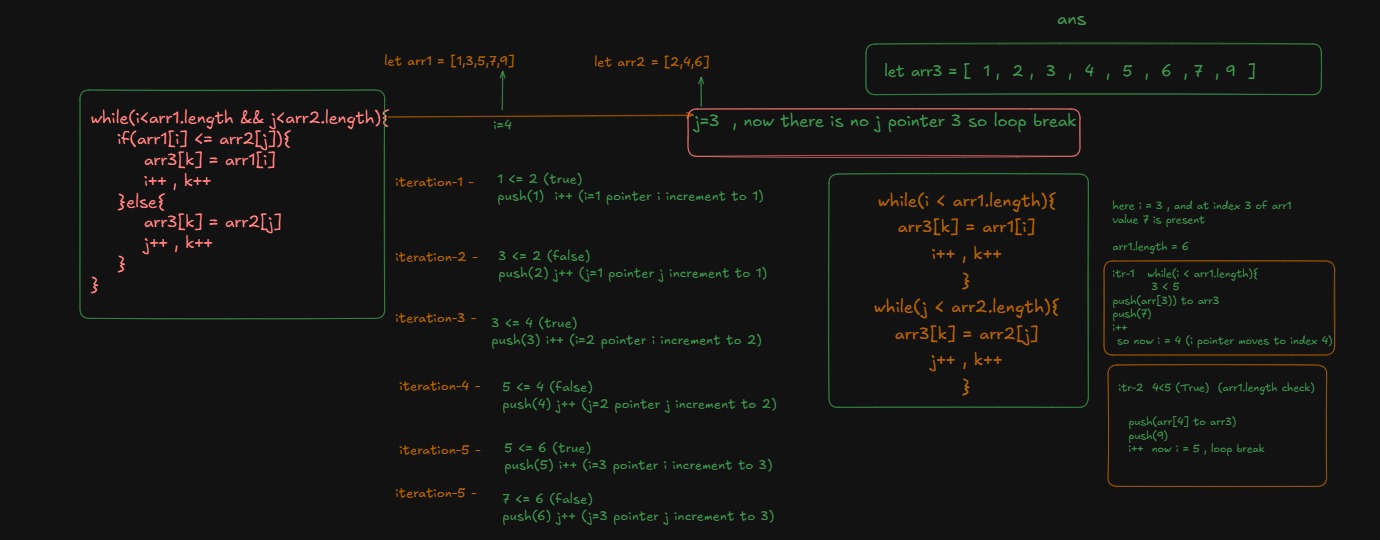 ans
let arr1 = [1,3,5,7,9]
let arr2 = [2,4,6]
let arr3 = [ 1 , 2 , 3 , 4 , 5 , 6 , 7 , 9 ]
while(i<arr1.length && j<arr2.length){
if(arr1[i] <= arr2[j]){
arr3[k] = arr1[i]
i++ , k++
}else{
arr3[k] = arr2[j]
j++ , k++
}
}
i=4
j=3 , now there is no j pointer 3 so loop break
iteration-1 -
1 <= 2 (true)
push(1) i++ (i=1 pointer i increment to 1)
iteration-2 -
3 <= 2 (false)
push(2) j++ (j=1 pointer j increment to 1)
iteration-3 -
3 <= 4 (true)
push(3) i++ (i=2 pointer i increment to 2)
iteration-4 -
5 <= 4 (false)
push(4) j++ (j=2 pointer j increment to 2)
iteration-5 -
5 <= 6 (true)
push(5) i++ (i=3 pointer i increment to 3)
iteration-5 -
7 <= 6 (false)
push(6) j++ (j=3 pointer j increment to 3)
while(i < arr1.length){
arr3[k] = arr1[i]
i++ , k++
}
while(j < arr2.length){
arr3[k] = arr2[j]
j++ , k++
}
here i = 3 , and at index 3 of arr1
value 7 is present
arr1.length = 6
itr-1 while(i < arr1.length){
3 < 5
push(arr[3]) to arr3
push(7)
i++
so now i = 4 (i pointer moves to index 4)
itr-2 4<5 (True) (arr1.length check)
push(arr[4] to arr3)
push(9)
i++ now i = 5 , loop break